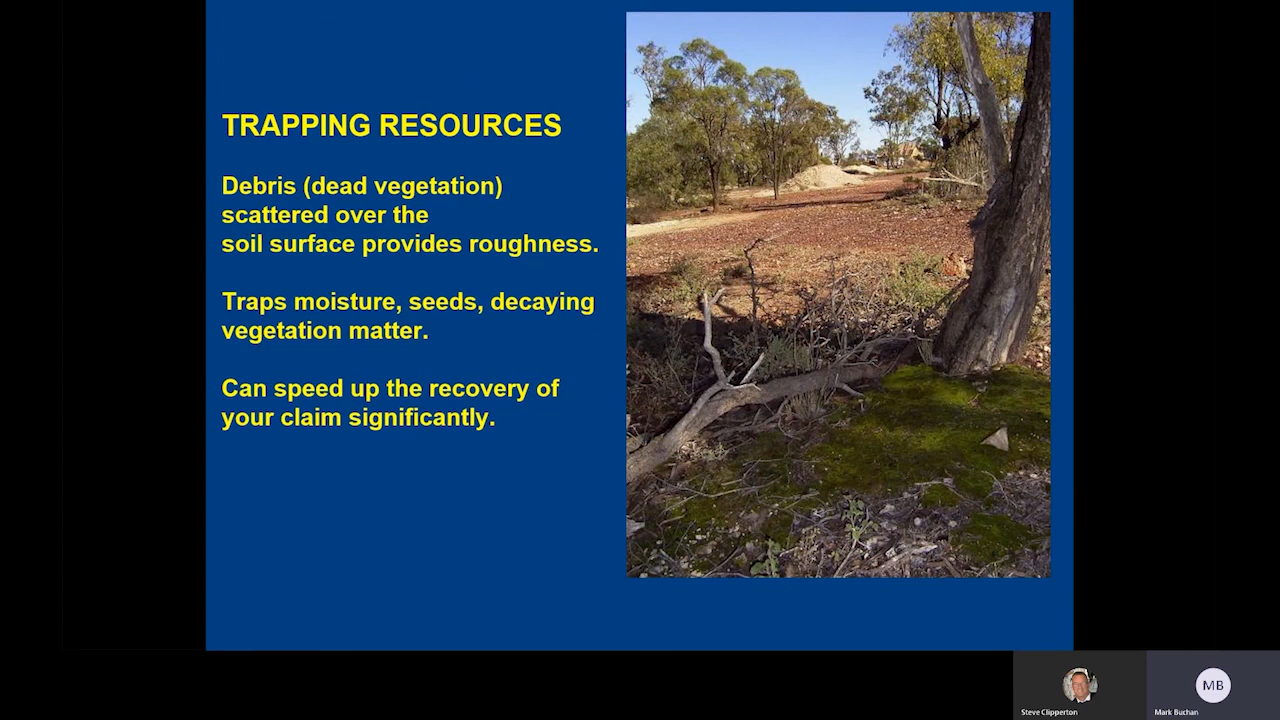 TRAPPING RESOURCES
Debris (dead vegetation)
scattered over the
soil surface provides roughness.
Traps moisture, seeds, decaying
vegetation matter.
Can speed up the recovery of
your claim significantly.
MB
Steve Clipperton
Mark Buchan